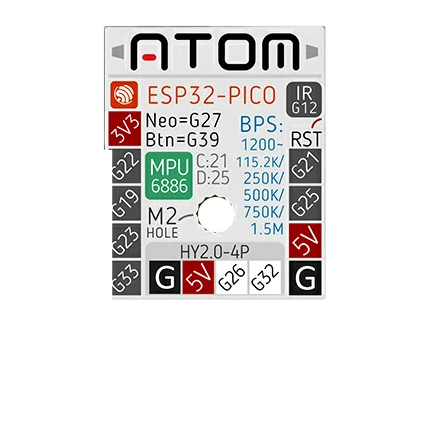 ATOM
ESP32-PICO
IR
G12
3V3
Neo=G27
Btn=G39
BPS:
1200~
115.2K/
250K/
500K/
750K/
1.5M
RST
G22
MPU
6886
C:21
D:25
G21
G19
G25
M2
HOLE
G23
5V
HY2.0-4P
G33
G
5V
G26
G32
G